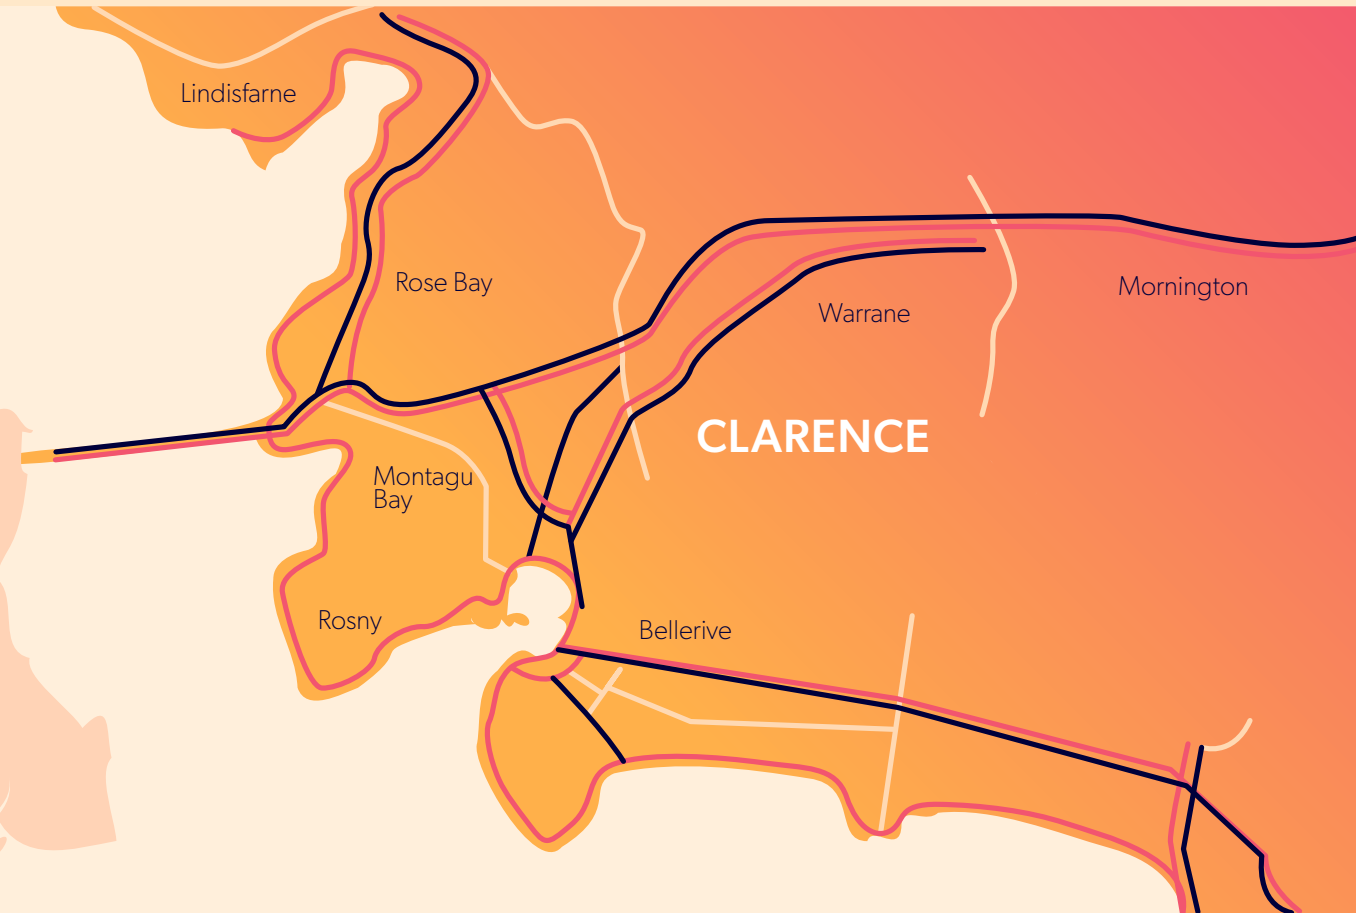 Lindisfarne
Rose Bay
Mornington
Warrane
CLARENCE
Montagu
Bay
Rosny
Bellerive